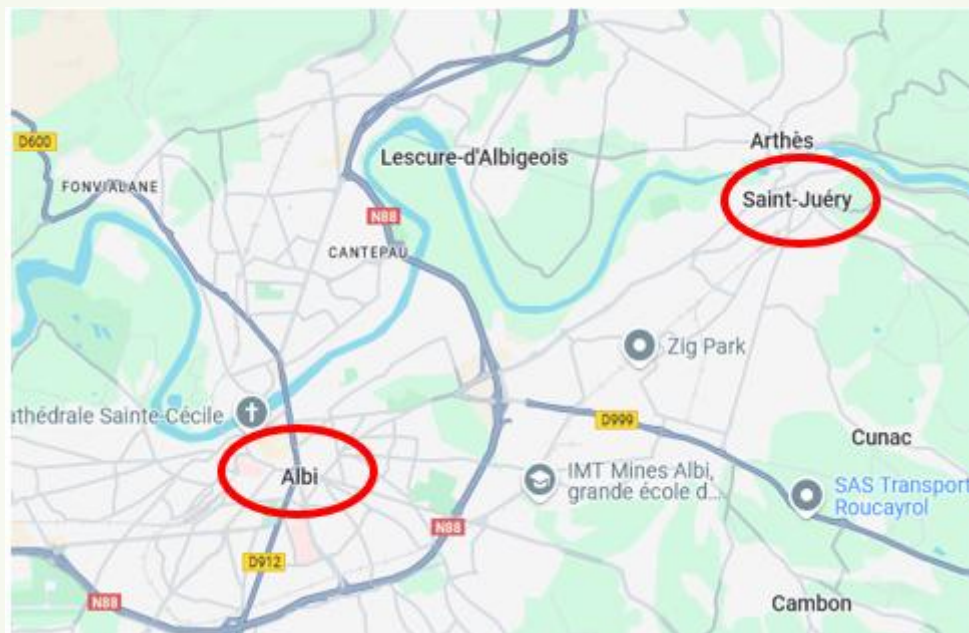 D600
Arthès
Lescure-d'Albigeois
FONVIALANE
Saint-Juéry
N88
CANTEPAU
Zig Park
athédrale Sainte-Cécile
D999
Cunac
Albi
IMT Mines Albi,
grande école d...
SAS Transport
Roucayrol
N88
D912
N88
Cambon